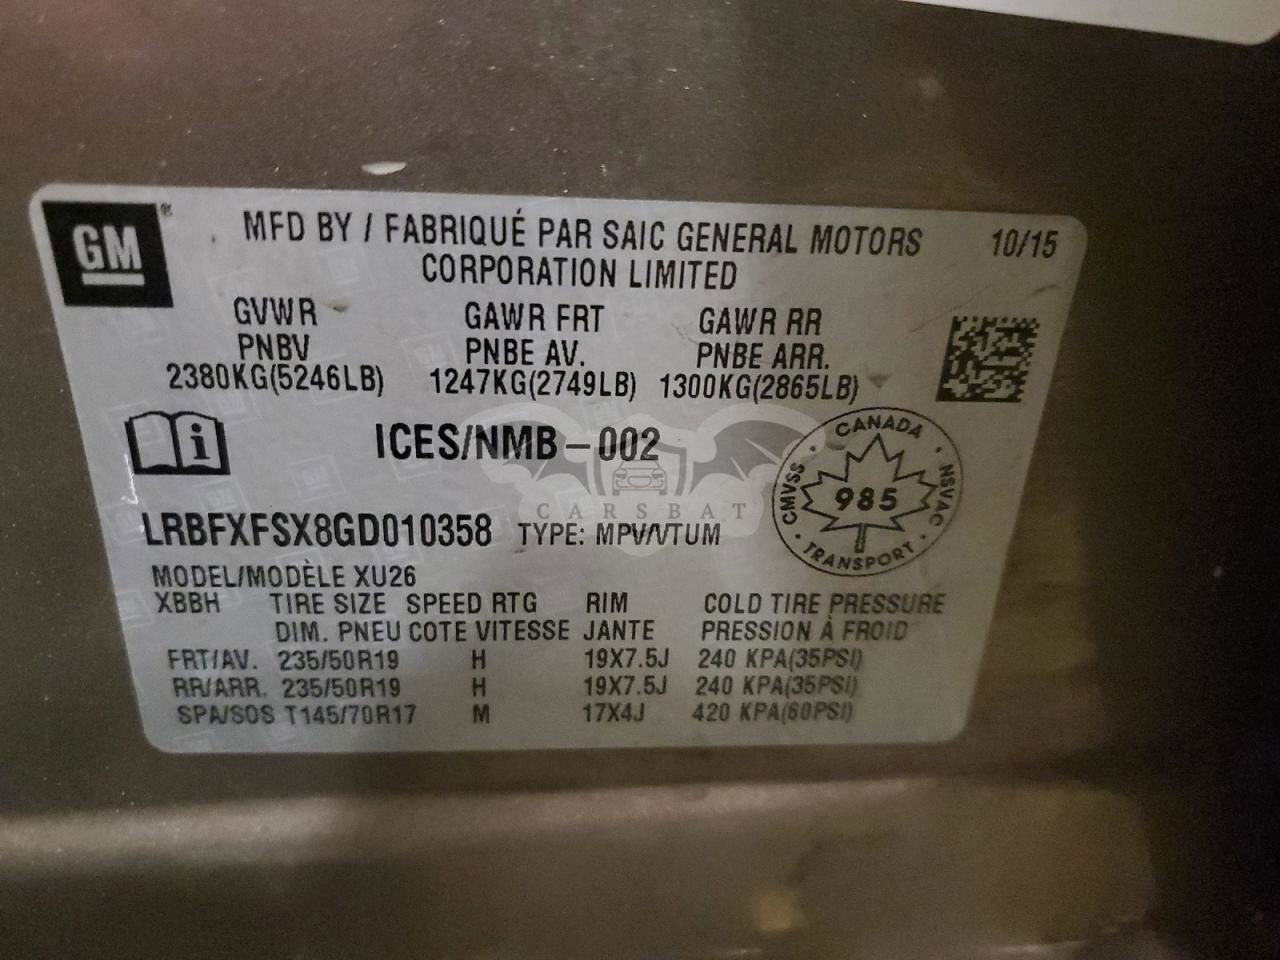 GM ®
MFD BY / FABRIQUÉ PAR SAIC GENERAL MOTORS 10/15
CORPORATION LIMITED
GVWR GAWR FRT GAWR RR
PNBV PNBE AV. PNBE ARR.
2380KG(5246LB) 1247KG(2749LB) 1300KG(2865LB)
i ICES/NMB-002
CARSBAT
CANADA
CMVSS 985 NSVAC
TRANSPORT
LRBFXFSX8GD010358 TYPE: MPV/VTUM
MODEL/MODÈLE XU26
XBBH TIRE SIZE SPEED RTG RIM COLD TIRE PRESSURE
DIM. PNEU COTE VITESSE JANTE PRESSION À FROID
FRT/AV. 235/50R19 H 19X7.5J 240 KPA(35PSI)
RR/ARR. 235/50R19 H 19X7.5J 240 KPA(35PSI)
SPA/SOS T145/70R17 M 17X4J 420 KPA(60PSI)